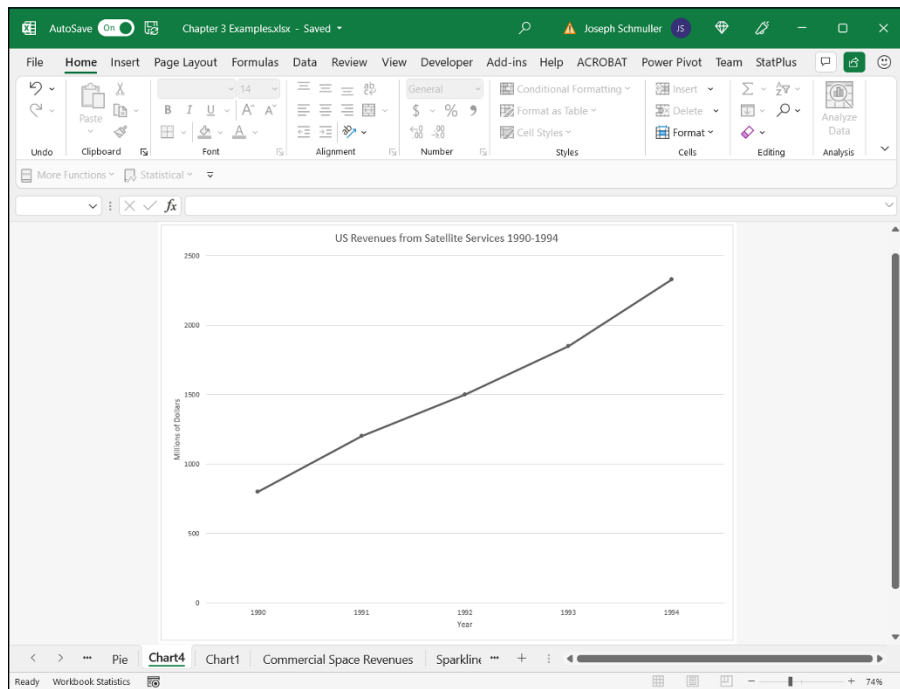 AutoSave On Chapter 3 Examples.xlsx - Saved Joseph Schmuller JS
File Home Insert Page Layout Formulas Data Review View Developer Add-ins Help ACROBAT Power Pivot Team StatPlus
14 General Conditional Formatting Insert
Paste B I U A A ab $ % Format as Table Delete Analyze
A Cell Styles Format Data
Undo Clipboard Font Alignment Number Styles Cells Editing Analysis
More Functions Statistical
fx
US Revenues from Satellite Services 1990-1994
2500
2000
1500
Millions of Dollars
1000
500
0
1990 1991 1992 1993 1994
Year
Pie Chart4 Chart1 Commercial Space Revenues Sparkline
Ready Workbook Statistics 74%